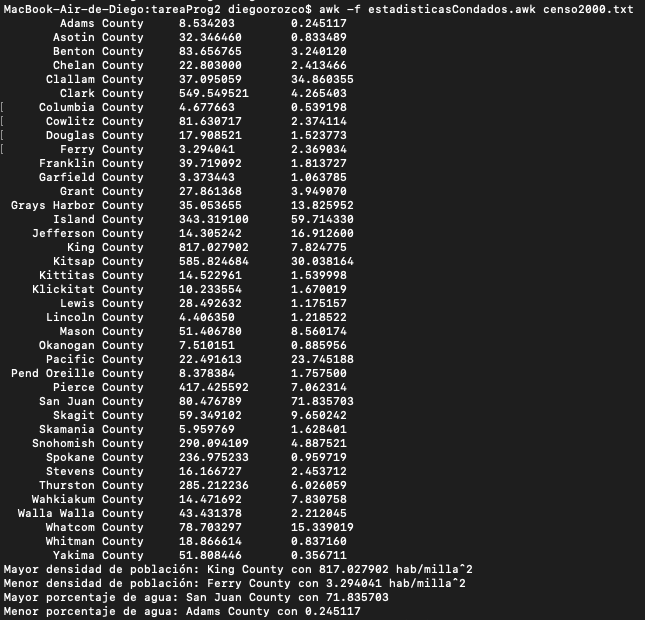 MacBook-Air-de-Diego:tareaProg2 diegoorozco$ awk -f estadisticasCondados.awk censo2000.txt
Adams County 8.534203 0.245117
Asotin County 32.346460 0.833489
Benton County 83.656765 3.240120
Chelan County 22.803000 2.413466
Clallam County 37.095059 34.860355
Clark County 549.549521 4.265403
[ Columbia County 4.677663 0.539198
[ Cowlitz County 81.630717 2.374114
[ Douglas County 17.908521 1.523773
[ Ferry County 3.294041 2.369034
Franklin County 39.719092 1.813727
Garfield County 3.373443 1.063785
Grant County 27.861368 3.949070
Grays Harbor County 35.053655 13.825952
Island County 343.319100 59.714330
Jefferson County 14.305242 16.912600
King County 817.027902 7.824775
Kitsap County 585.824684 30.038164
Kittitas County 14.522961 1.539998
Klickitat County 10.233554 1.670019
Lewis County 28.492632 1.175157
Lincoln County 4.406350 1.218522
Mason County 51.406780 8.560174
Okanogan County 7.510151 0.885956
Pacific County 22.491613 23.745188
Pend Oreille County 8.378384 1.757500
Pierce County 417.425592 7.062314
San Juan County 80.476789 71.835703
Skagit County 59.349102 9.650242
Skamania County 5.959769 1.628401
Snohomish County 290.094109 4.887521
Spokane County 236.975233 0.959719
Stevens County 16.166727 2.453712
Thurston County 285.212236 6.026059
Wahkiakum County 14.471692 7.830758
Walla Walla County 43.431378 2.212045
Whatcom County 78.703297 15.339019
Whitman County 18.866614 0.837160
Yakima County 51.808446 0.356711
Mayor densidad de población: King County con 817.027902 hab/milla^2
Menor densidad de población: Ferry County con 3.294041 hab/milla^2
Mayor porcentaje de agua: San Juan County con 71.835703
Menor porcentaje de agua: Adams County con 0.245117